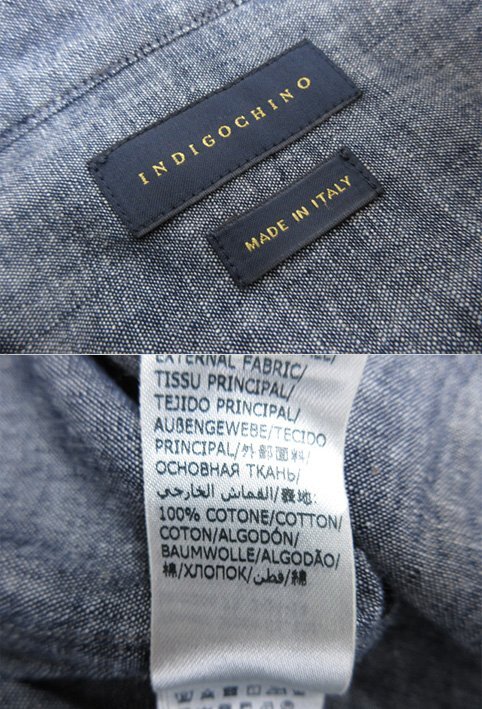 INDIGOCHINO
MADE IN ITALY
EXTERNAL FABRIC/
TISSU PRINCIPAL/
TEJIDO PRINCIPAL/
AUßENGEWEBE/TECIDO
PRINCIPAL/外部面料/
ОСНОВНАЯ ТКАНЬ/
القماش الخارجي/表地:
100% COTONE/COTTON/
COTON/ALGODÓN/
BAUMWOLLE/ALGODÃO/
棉/ХЛОПОК/قطن/綿